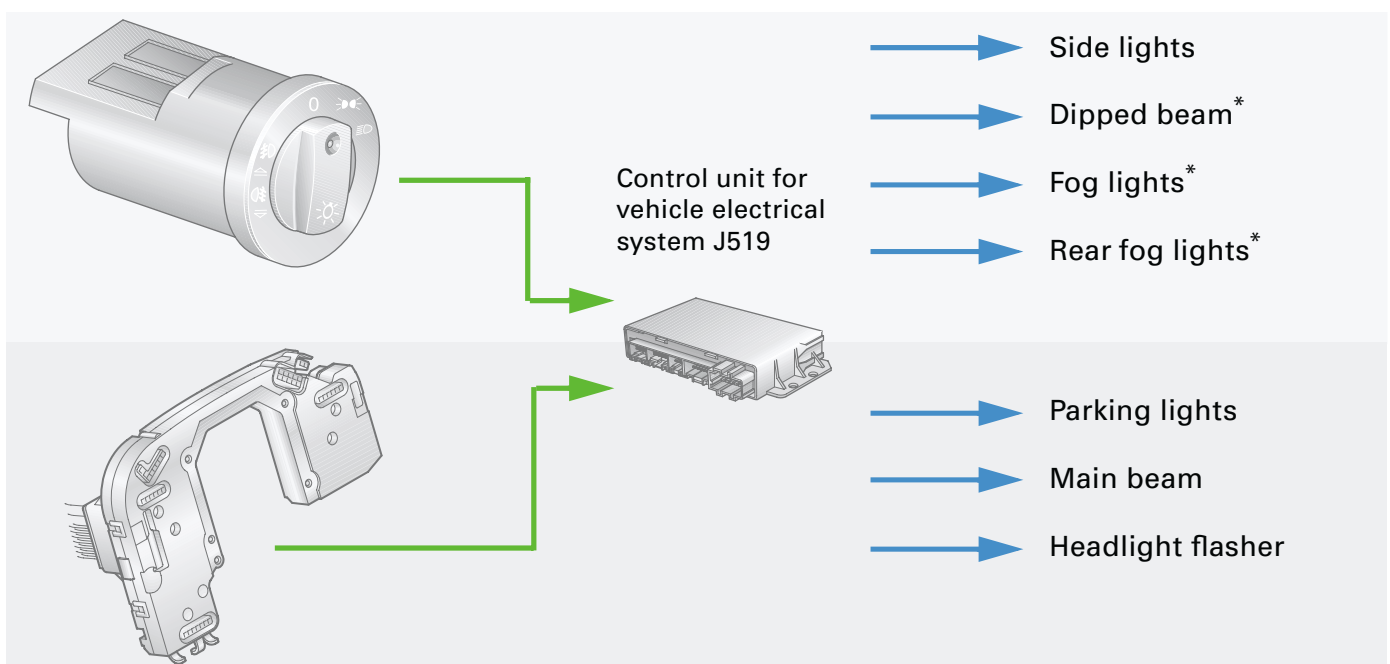 0
Control unit for
vehicle electrical
system J519
Side lights
Dipped beam*
Fog lights*
Rear fog lights*
Parking lights
Main beam
Headlight flasher